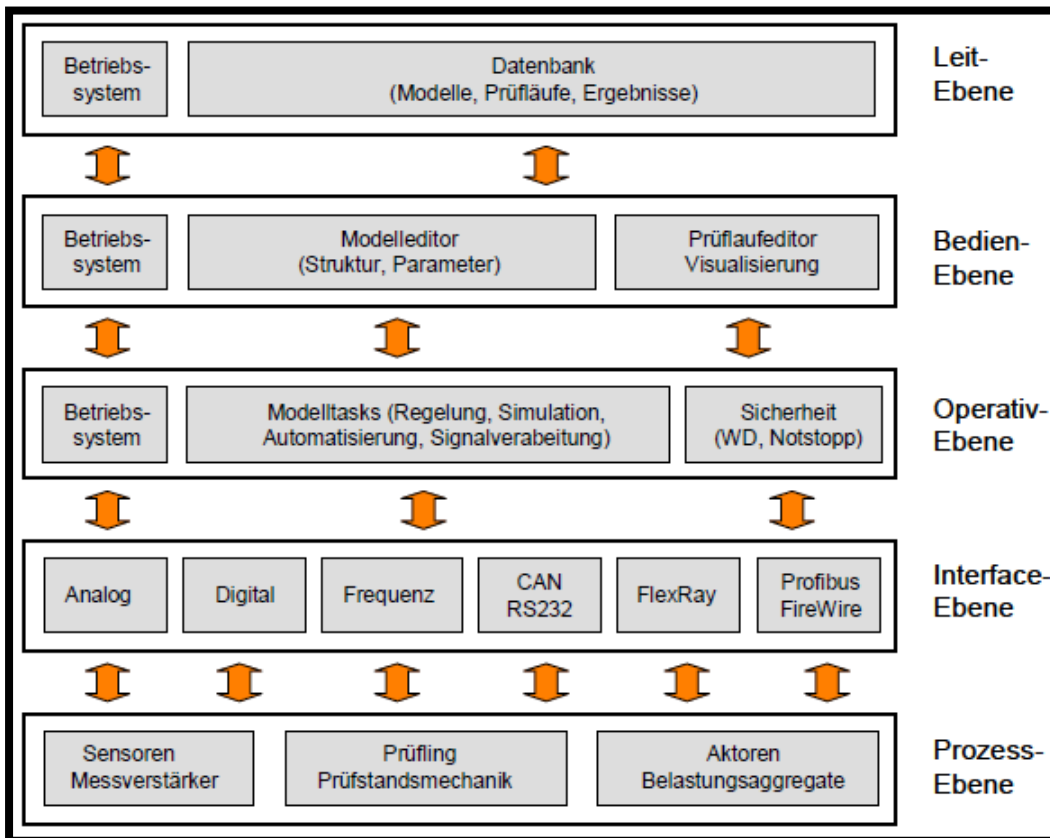 Betriebs-
system
Datenbank
(Modelle, Prüfläufe, Ergebnisse)
Leit-
Ebene
Betriebs-
system
Modelleditor
(Struktur, Parameter)
Prüflaufeditor
Visualisierung
Bedien-
Ebene
Betriebs-
system
Modelltasks (Regelung, Simulation,
Automatisierung, Signalverabeitung)
Sicherheit
(WD, Notstopp)
Operativ-
Ebene
Analog
Digital
Frequenz
CAN
RS232
FlexRay
Profibus
FireWire
Interface-
Ebene
Sensoren
Messverstärker
Prüfling
Prüfstandsmechanik
Aktoren
Belastungsaggregate
Prozess-
Ebene